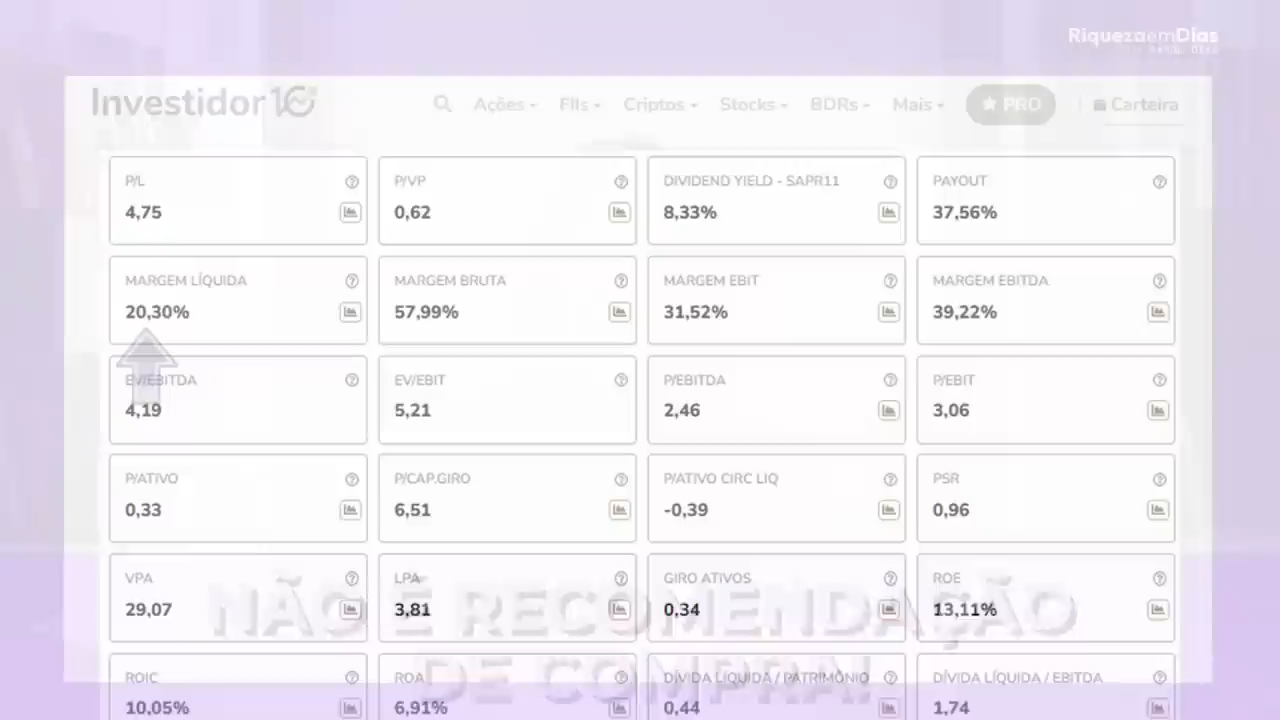 RiquezaemDias
Investidor 10
Ações FIIs Criptos Stocks BDRs Mais PRO Carteira
P/L P/VP DIVIDEND YIELD - SAPR11 PAYOUT
4,75 0,62 8,33% 37,56%
MARGEM LÍQUIDA MARGEM BRUTA MARGEM EBIT MARGEM EBITDA
20,30% 57,99% 31,52% 39,22%
EV/EBITDA EV/EBIT P/EBITDA P/EBIT
4,19 5,21 2,46 3,06
P/ATIVO P/CAP.GIRO P/ATIVO CIRC LIQ PSR
0,33 6,51 -0,39 0,96
VPA LPA GIRO ATIVOS ROE
29,07 3,81 0,34 13,11%
NÃO É RECOMENDAÇÃO
DE COMPRA!
ROIC ROA DÍVIDA LÍQUIDA / PATRIMÔNIO DÍVIDA LÍQUIDA / EBITDA
10,05% 6,91% 0,44 1,74